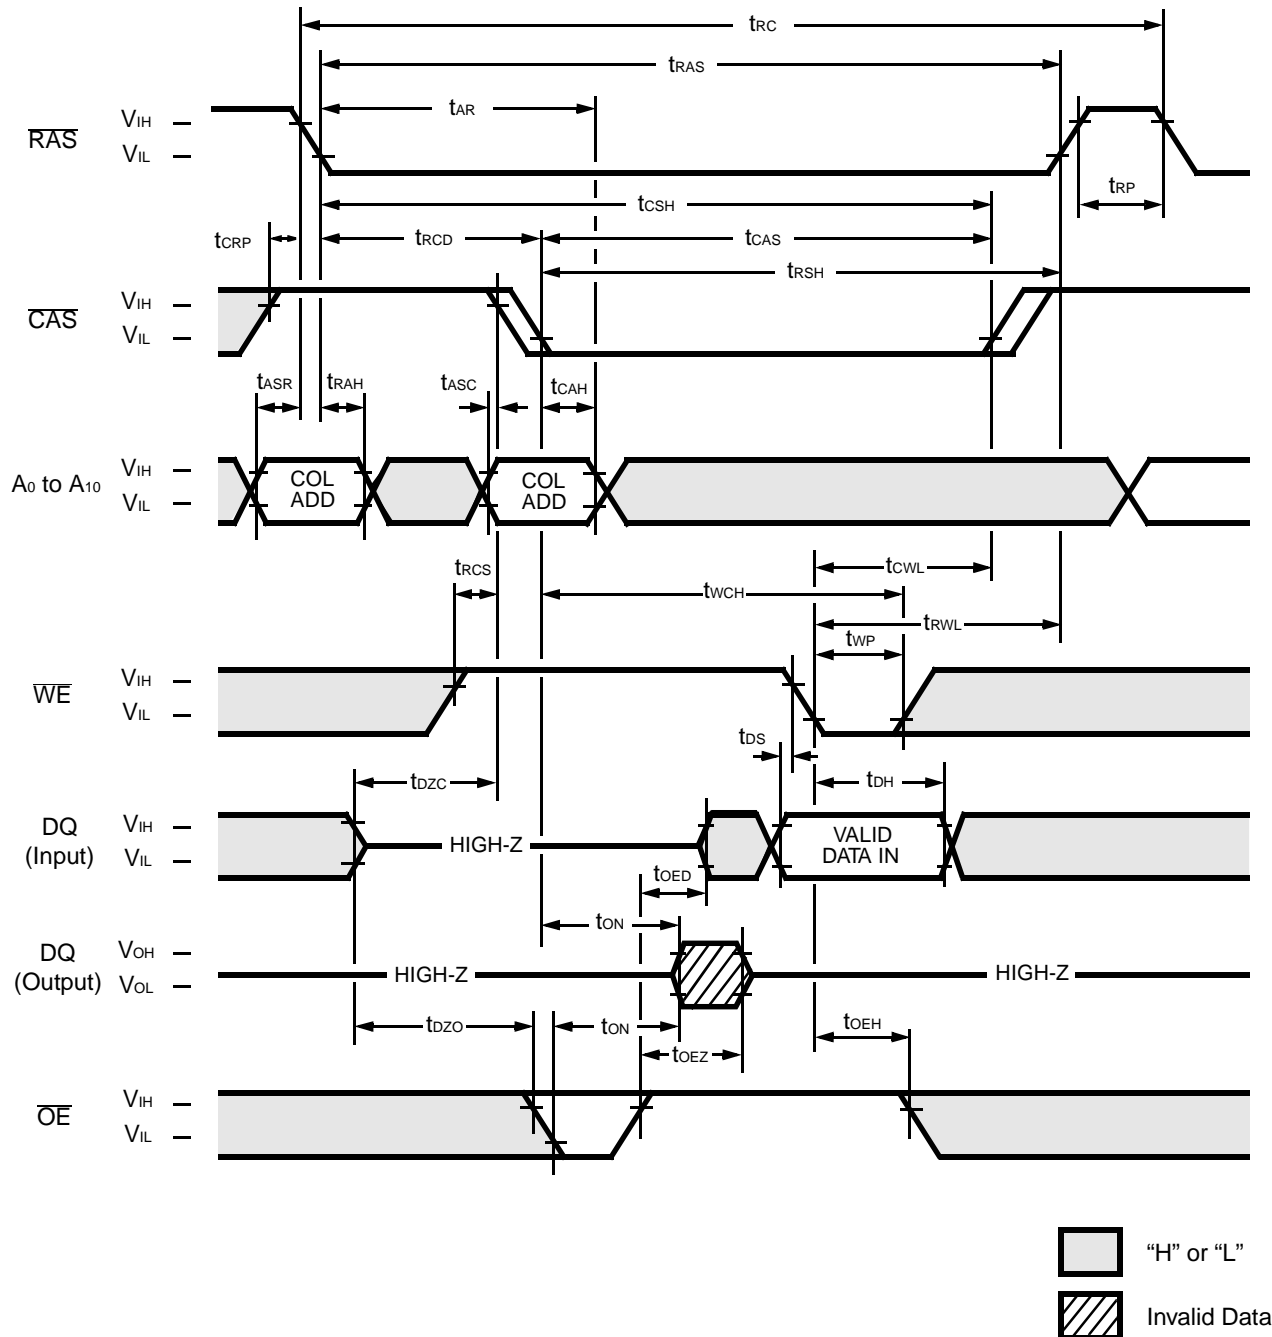 tRC
tRAS
tAR
RAS
VIH
VIL
tRP
tCSH
tCRP
tRCD
tCAS
tRSH
CAS
VIH
VIL
tASR
tRAH
tASC
tCAH
A0 to A10
VIH
VIL
COL
ADD
COL
ADD
tRCS
tCWL
tWCH
tRWL
tWP
WE
VIH
VIL
tDS
tDZC
tDH
DQ
(Input)
VIH
VIL
HIGH-Z
VALID
DATA IN
tOED
tON
DQ
(Output)
VOH
VOL
HIGH-Z
HIGH-Z
tDZO
tON
tOEZ
tOEH
OE
VIH
VIL
“H” or “L”
Invalid Data